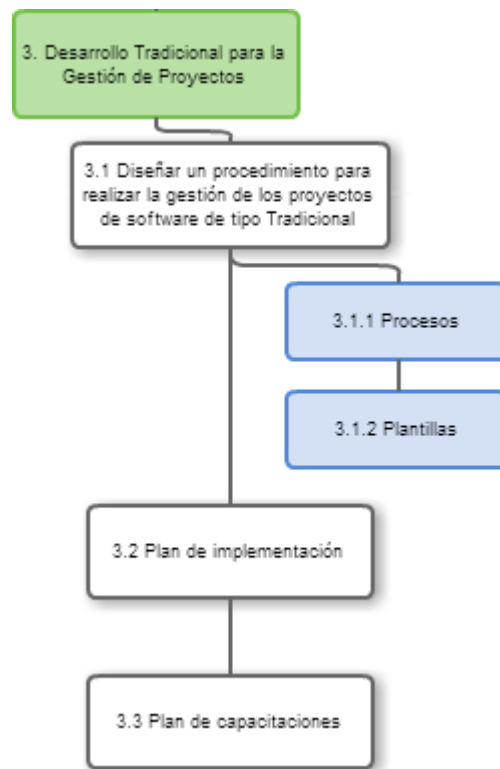 3. Desarrollo Tradicional para la
Gestión de Proyectos
3.1 Diseñar un procedimiento para
realizar la gestión de los proyectos
de software de tipo Tradicional
3.1.1 Procesos
3.1.2 Plantillas
3.2 Plan de implementación
3.3 Plan de capacitaciones